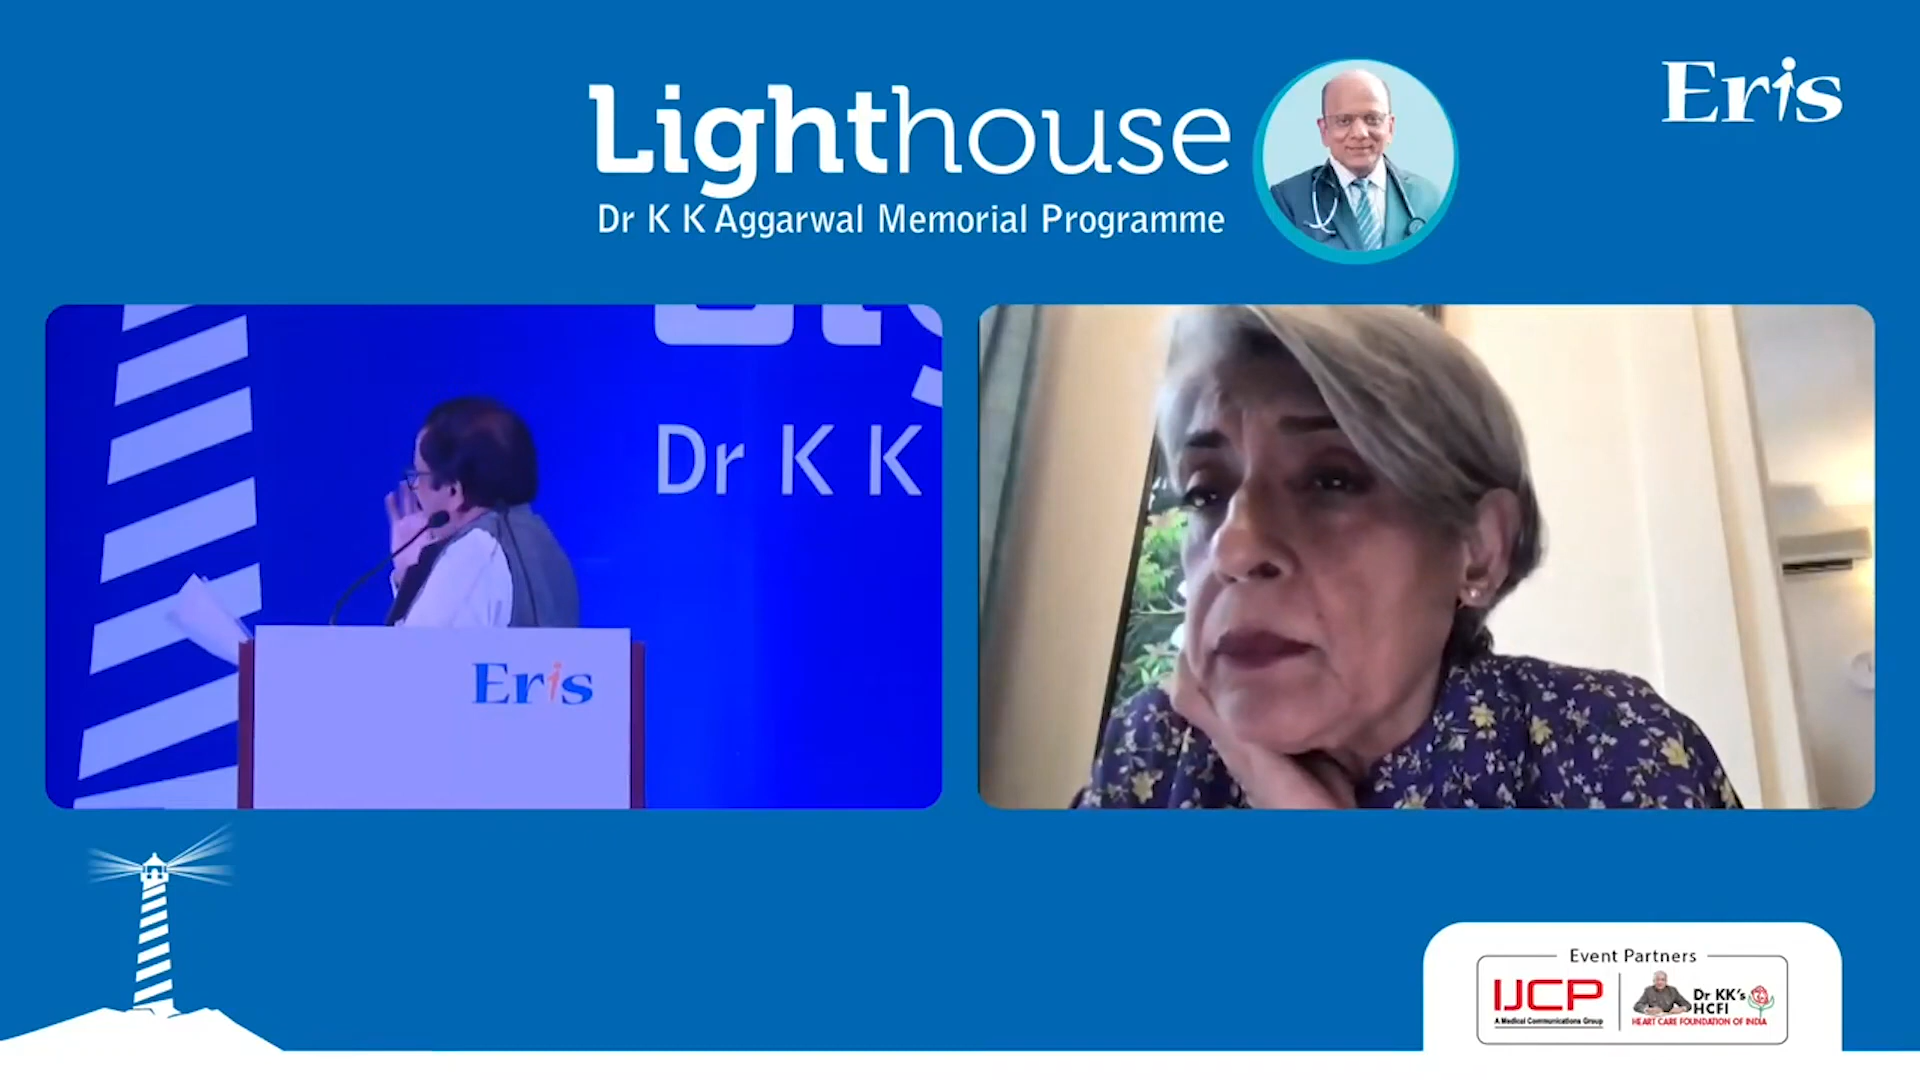 Lighthouse
Dr K K Aggarwal Memorial Programme
Eris
Dr K K
Eris
Event Partners
IJCP
A Medical Communications Group
Dr KK's
HCFI
HEART CARE FOUNDATION OF INDIA